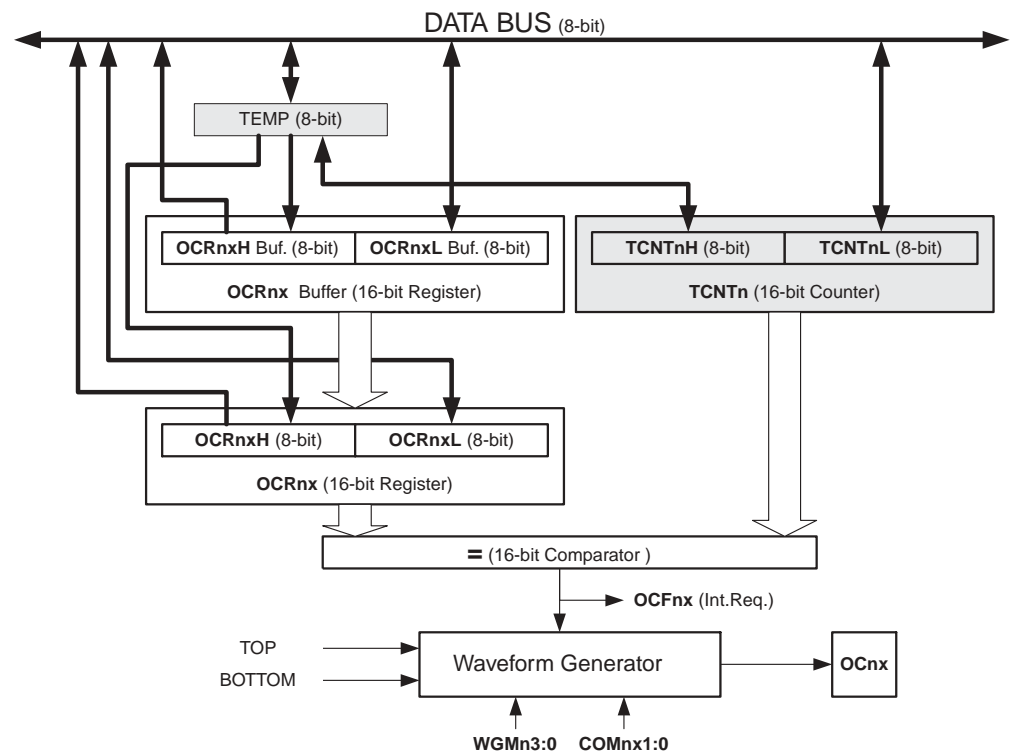 DATA BUS (8-bit)
TEMP (8-bit)
OCRnxH Buf. (8-bit)
OCRnxL Buf. (8-bit)
TCNTnH (8-bit)
TCNTnL (8-bit)
OCRnx Buffer (16-bit Register)
TCNTn (16-bit Counter)
OCRnxH (8-bit)
OCRnxL (8-bit)
OCRnx (16-bit Register)
= (16-bit Comparator )
OCFnx (Int.Req.)
TOP
BOTTOM
Waveform Generator
OCnx
WGMn3:0
COMnx1:0